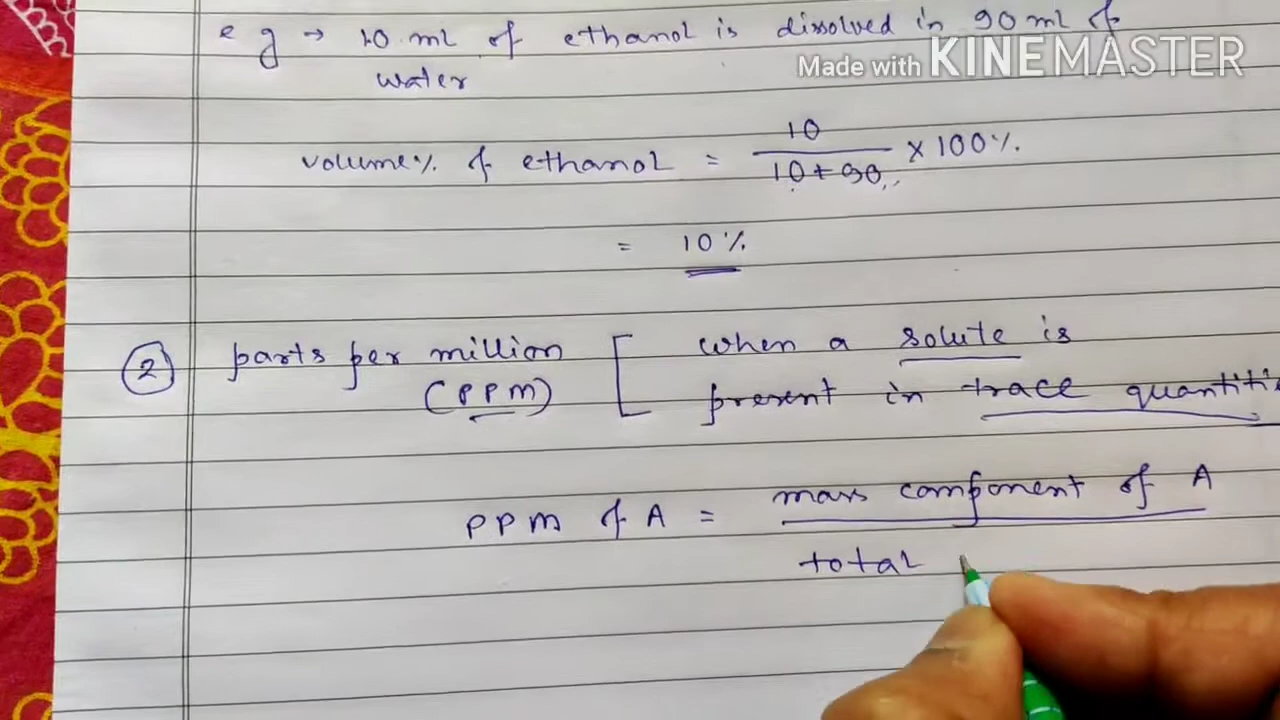 eg → 10 ml of ethanol is dissolved in 90 ml of
water
Made with KINEMASTER
volume% of ethanol = 10 / 10+90 × 100%.
= 10%
② parts per million [ when a solute is
(PPM) present in trace quantiti
PPM of A = mass component of A
total